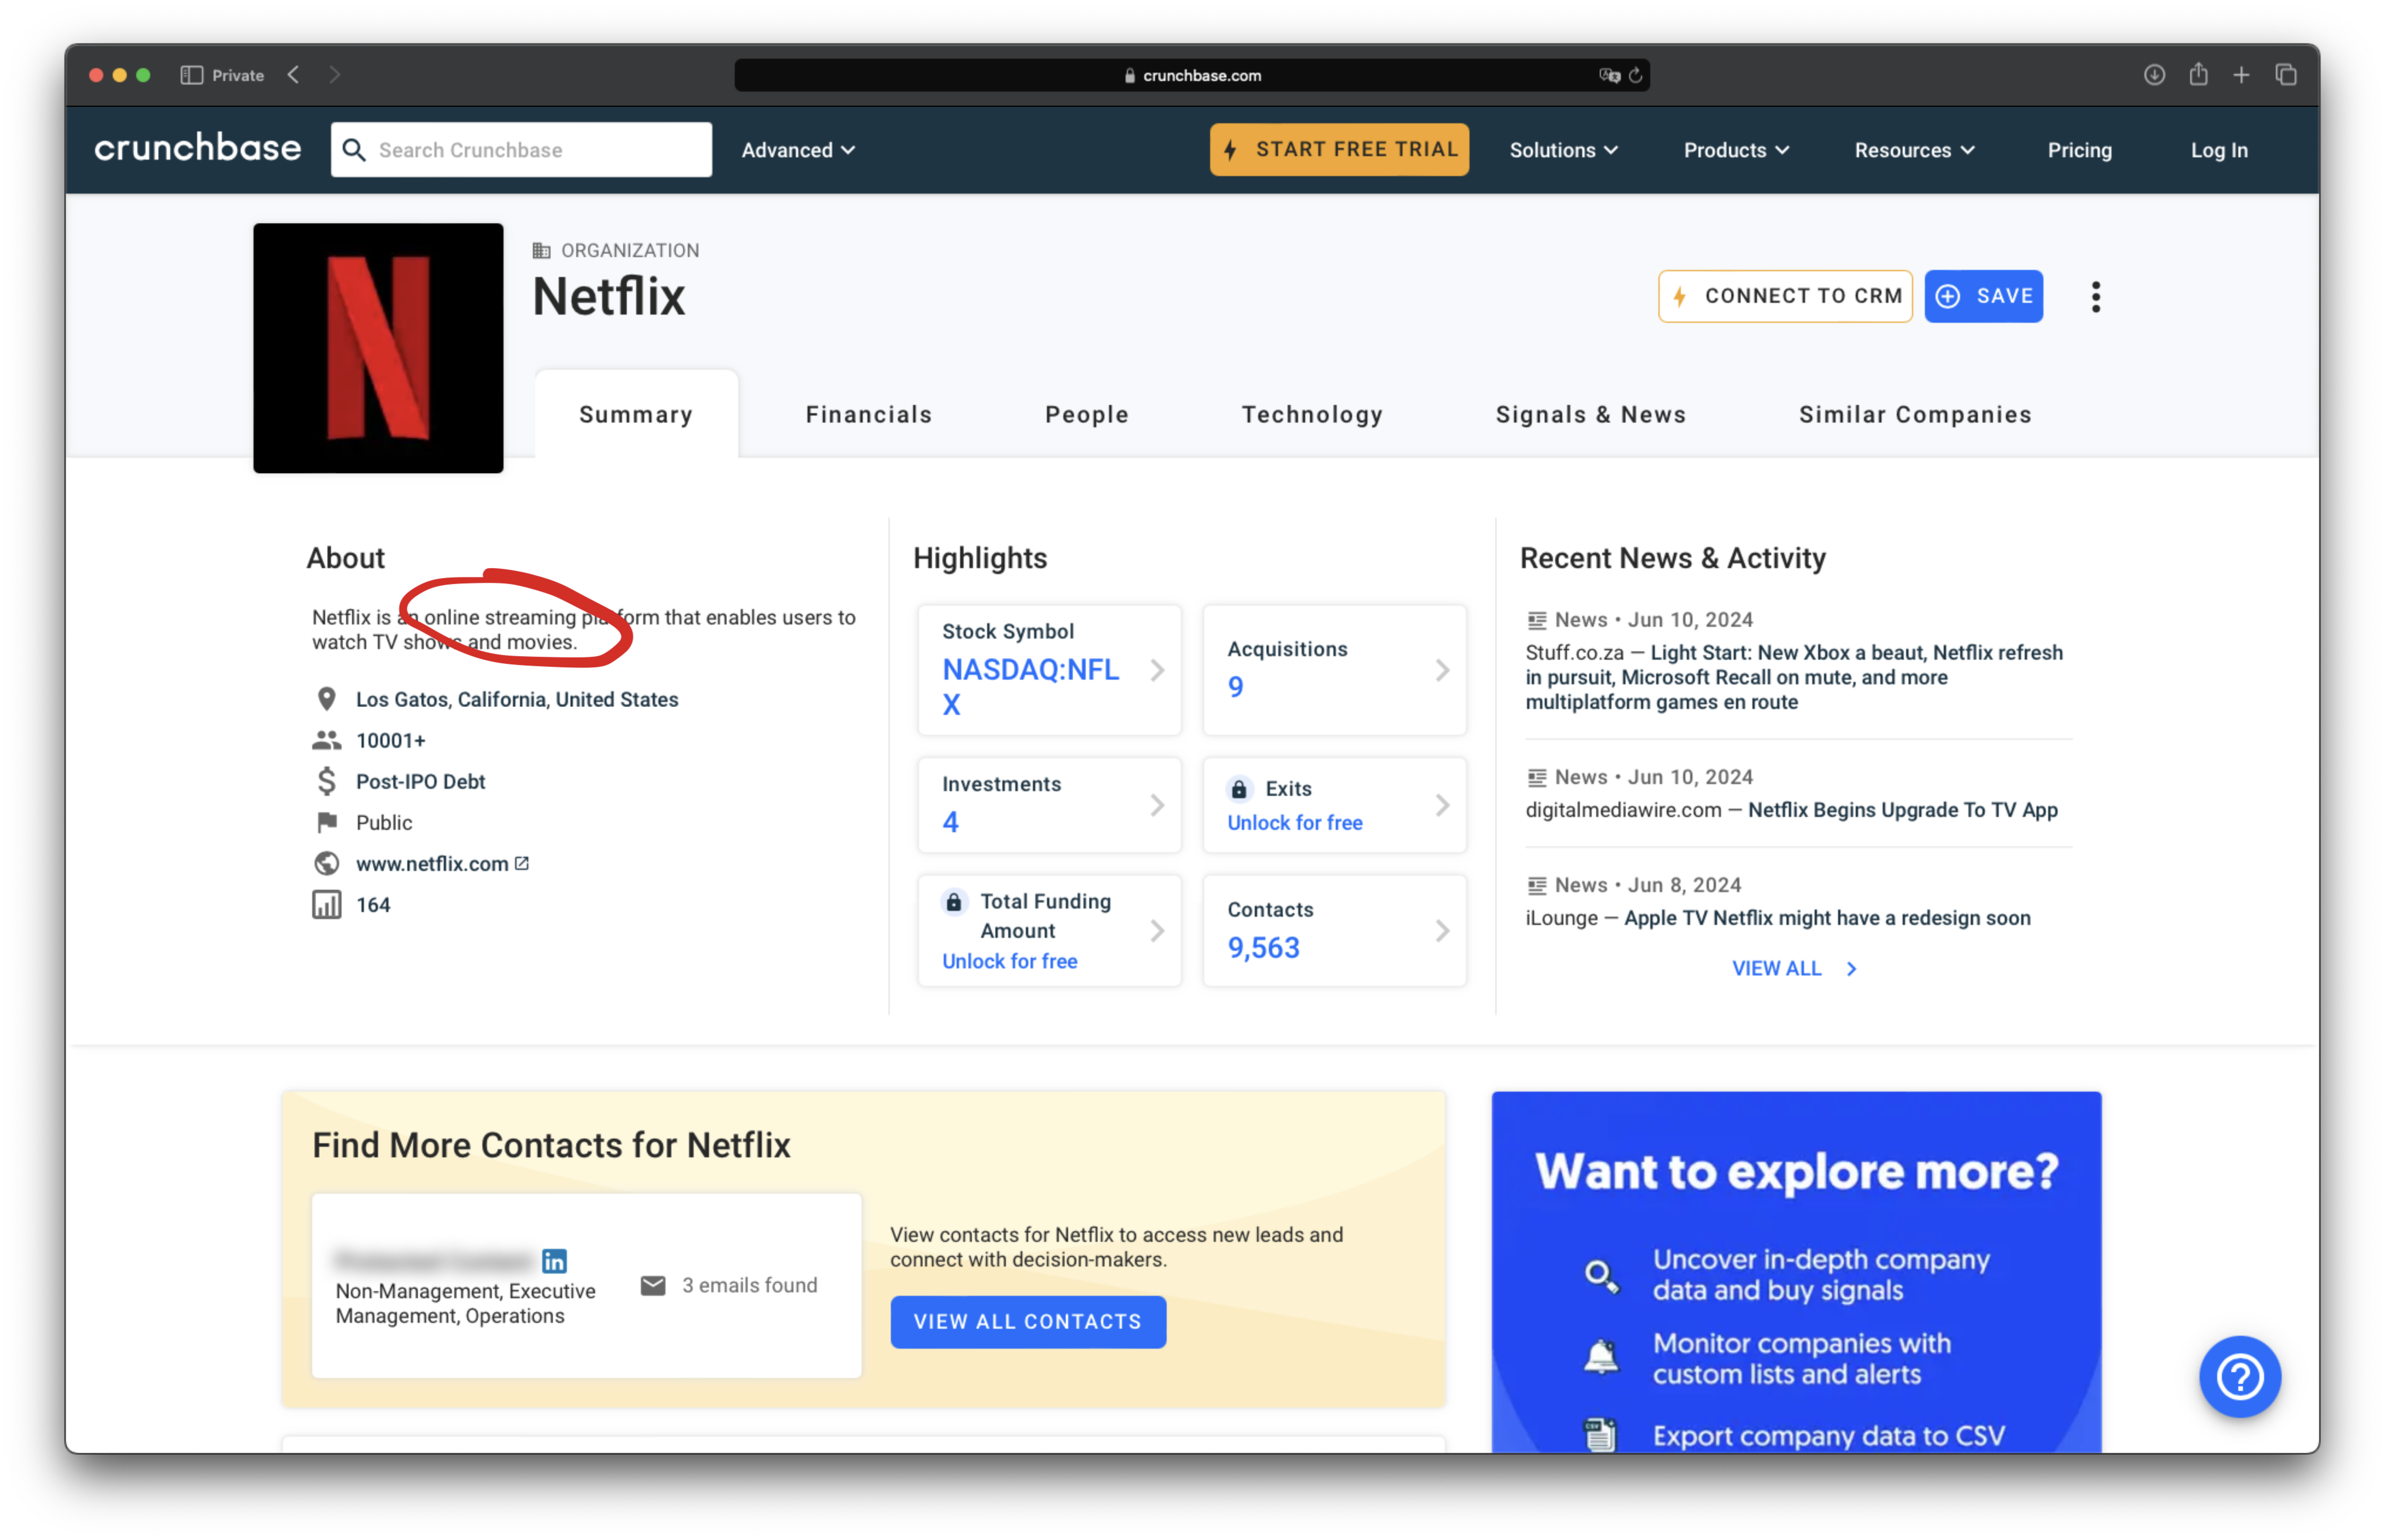 Private
crunchbase.com
crunchbase
Search Crunchbase
Advanced
START FREE TRIAL
Solutions
Products
Resources
Pricing
Log In
ORGANIZATION
Netflix
CONNECT TO CRM
SAVE
Summary
Financials
People
Technology
Signals & News
Similar Companies
About
Netflix is an online streaming platform that enables users to
watch TV shows and movies.
Los Gatos, California, United States
10001+
Post-IPO Debt
Public
www.netflix.com
164
Highlights
Stock Symbol
NASDAQ:NFL
X
Acquisitions
9
Investments
4
Exits
Unlock for free
Total Funding
Amount
Unlock for free
Contacts
9,563
Recent News & Activity
News • Jun 10, 2024
Stuff.co.za — Light Start: New Xbox a beaut, Netflix refresh
in pursuit, Microsoft Recall on mute, and more
multiplatform games en route
News • Jun 10, 2024
digitalmediawire.com — Netflix Begins Upgrade To TV App
News • Jun 8, 2024
iLounge — Apple TV Netflix might have a redesign soon
VIEW ALL
Find More Contacts for Netflix
in
Non-Management, Executive
Management, Operations
3 emails found
View contacts for Netflix to access new leads and
connect with decision-makers.
VIEW ALL CONTACTS
Want to explore more?
Uncover in-depth company
data and buy signals
Monitor companies with
custom lists and alerts
CSV
Export company data to CSV